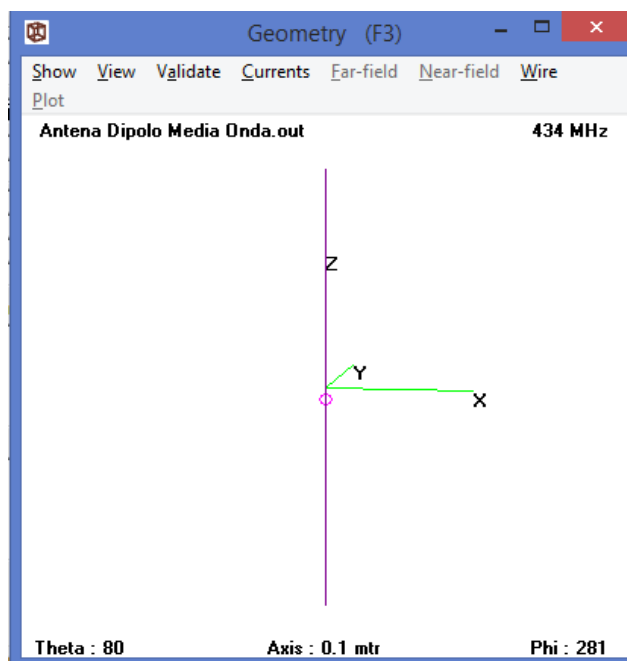 Geometry (F3)
Show View Validate Currents Far-field Near-field Wire
Plot
Antena Dipolo Media Onda.out 434 MHz
Z
Y
X
Theta : 80 Axis : 0.1 mtr Phi : 281